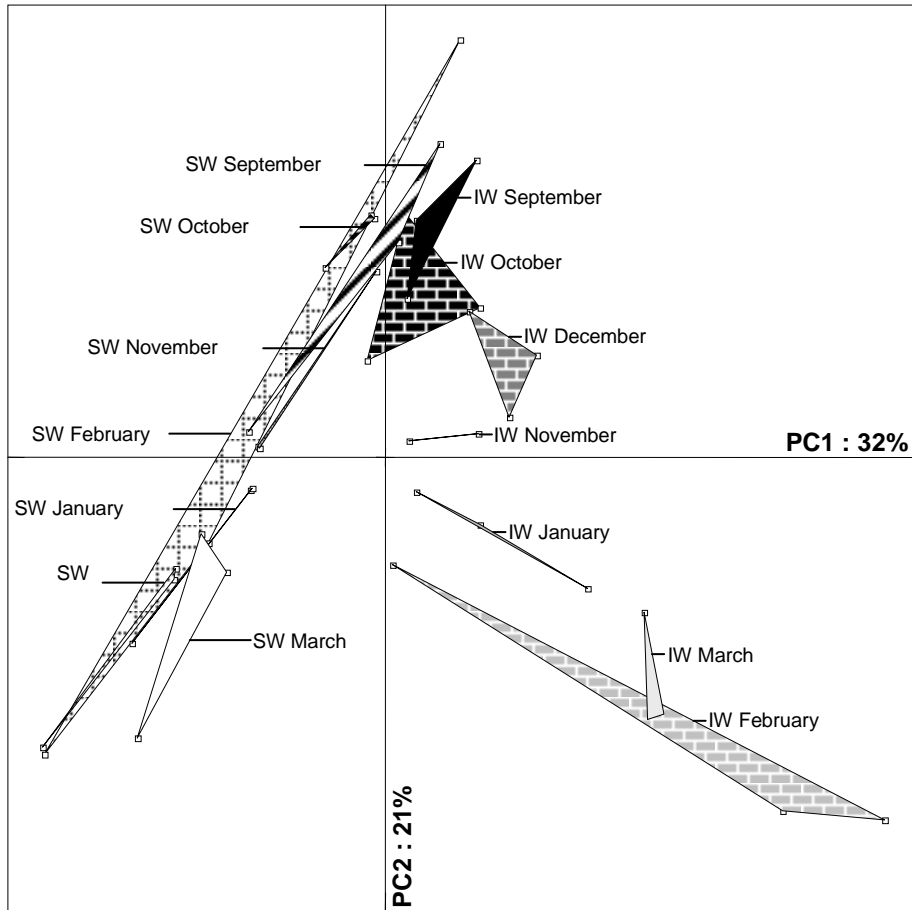 SW September
IW September
SW October
IW October
IW December
SW November
SW February
IW November
PC1 : 32%
SW January
IW January
SW
SW March
IW March
IW February
PC2 : 21%